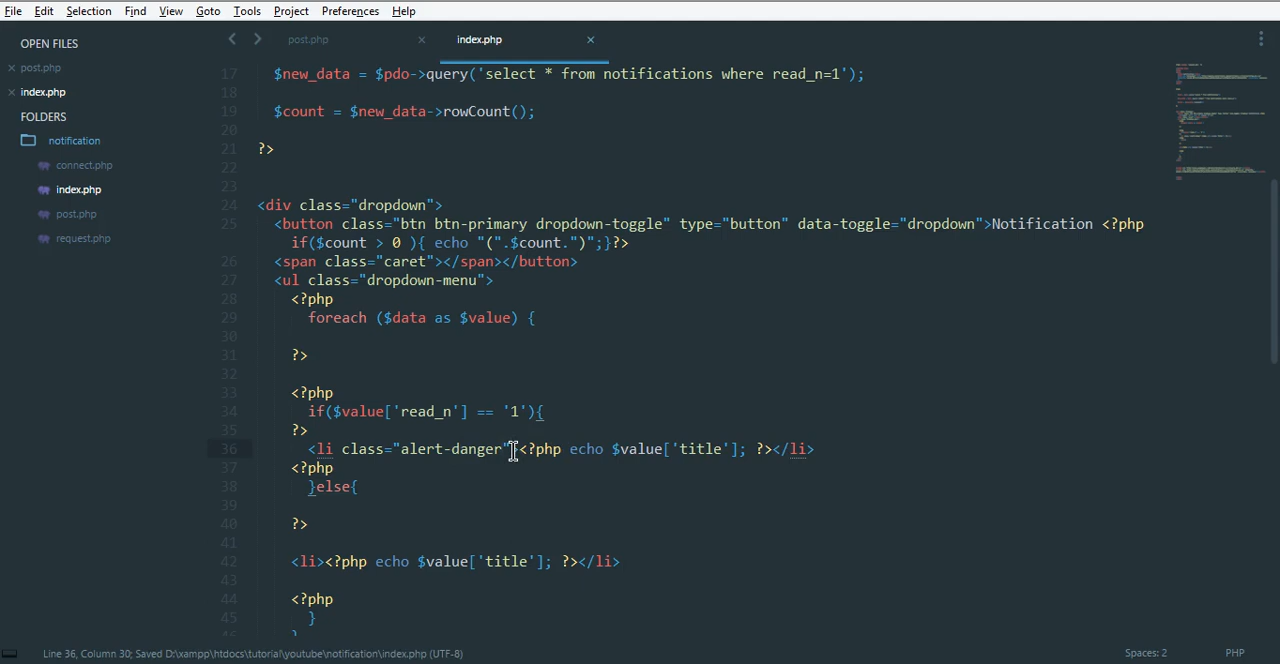 File Edit Selection Find View Goto Tools Project Preferences Help
OPEN FILES
× post.php
× index.php
FOLDERS
notification
connect.php
index.php
post.php
request.php
post.php × index.php ×
17 $new_data = $pdo->query('select * from notifications where read_n=1');
18
19 $count = $new_data->rowCount();
20
21 ?>
22
23
24 <div class="dropdown">
25 <button class="btn btn-primary dropdown-toggle" type="button" data-toggle="dropdown">Notification <?php
if($count > 0 ){ echo "(".$count.")";}?>
26 <span class="caret"></span></button>
27 <ul class="dropdown-menu">
28 <?php
29 foreach ($data as $value) {
30
31 ?>
32
33 <?php
34 if($value['read_n'] == '1'){
35 ?>
36 <li class="alert-danger"><?php echo $value['title']; ?></li>
37 <?php
38 }else{
39
40 ?>
41
42 <li><?php echo $value['title']; ?></li>
43
44 <?php
45 }
46 }
Line 36, Column 30; Saved D:\xampp\htdocs\tutorial\youtube\notification\index.php (UTF-8) Spaces: 2 PHP